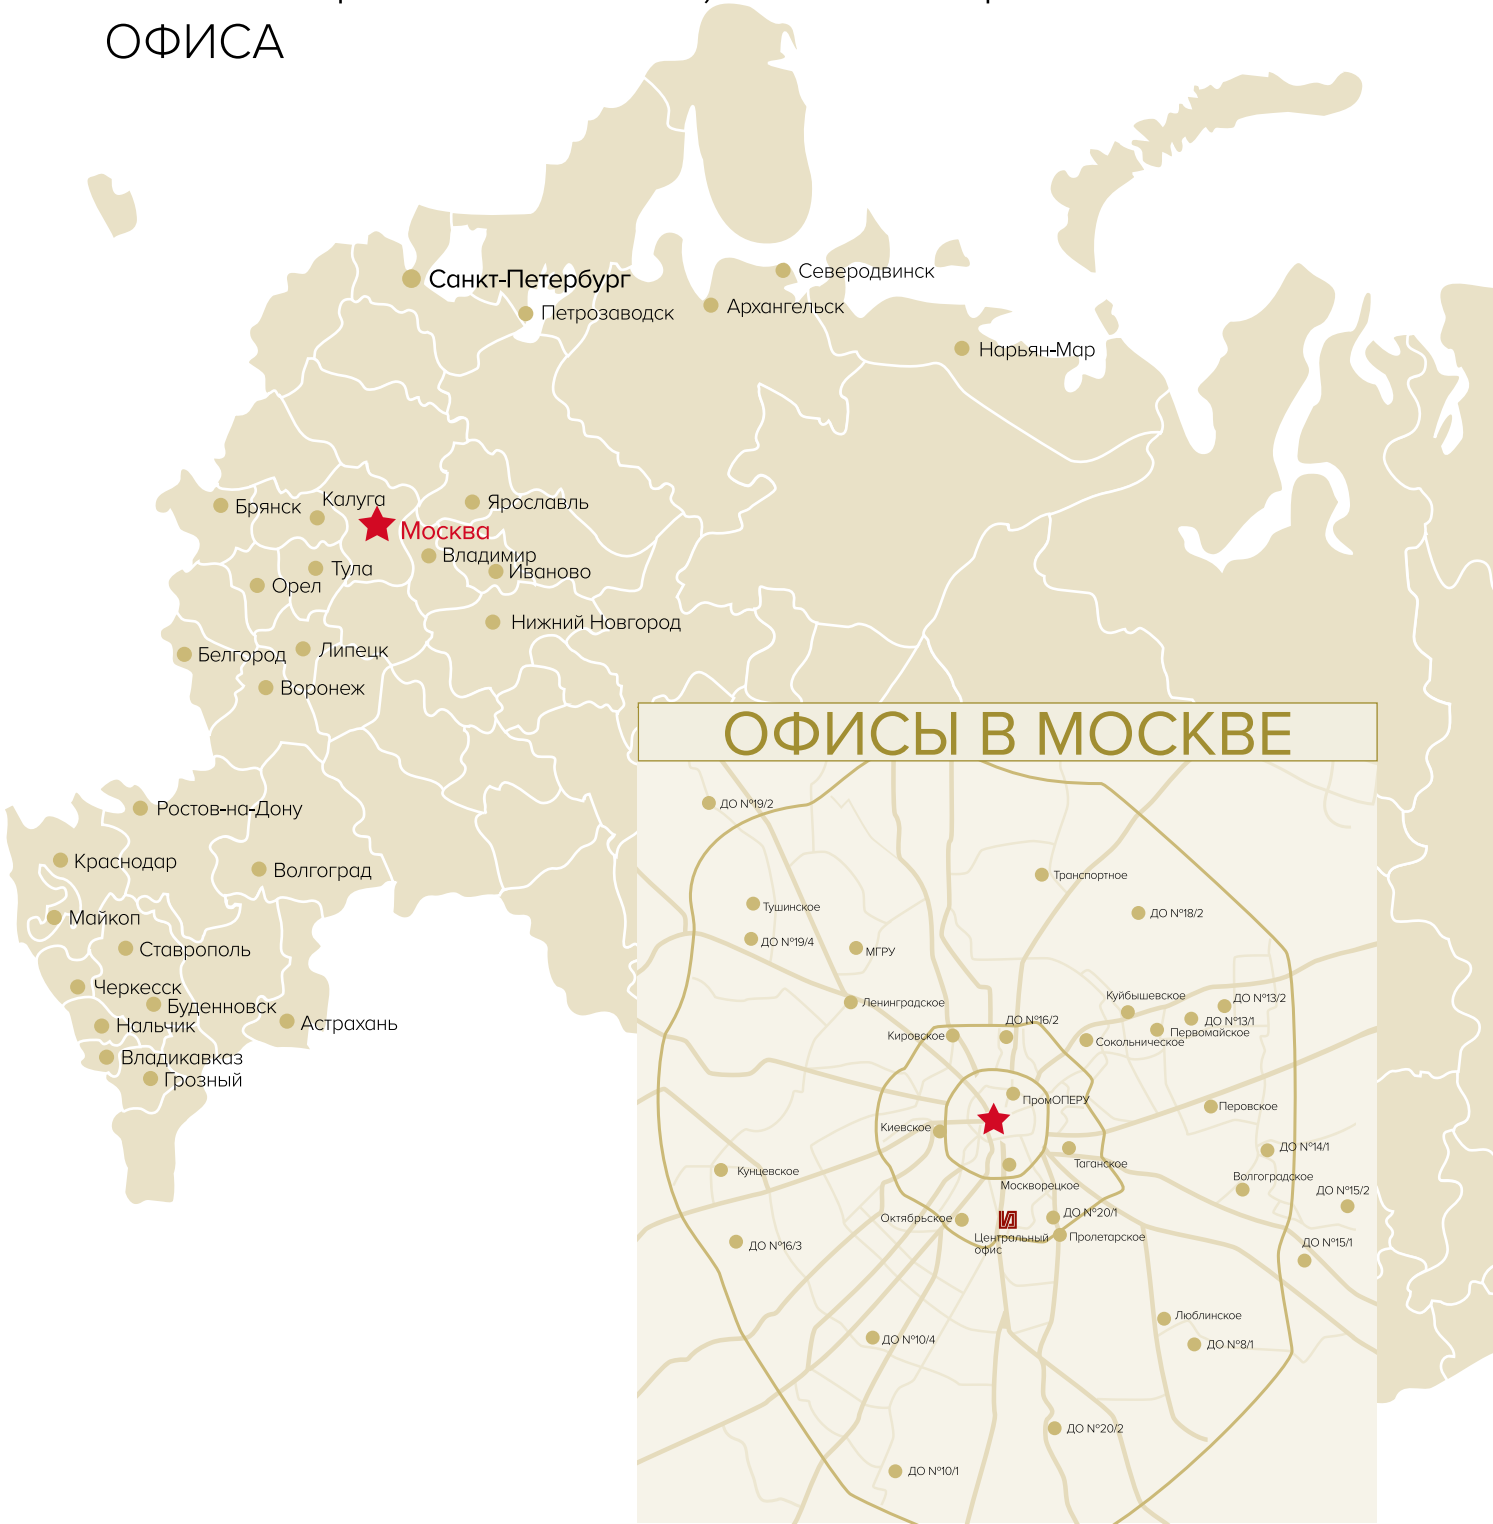 ОФИСА
Санкт-Петербург
Северодвинск
Петрозаводск
Архангельск
Нарьян-Мар
Калуга
Ярославль
Брянск
Москва
Владимир
Тула
Иваново
Орел
Нижний Новгород
Липецк
Белгород
Воронеж
Ростов-на-Дону
Краснодар
Волгоград
Майкоп
Ставрополь
Черкесск
Буденновск
Нальчик
Астрахань
Владикавказ
Грозный
ОФИСЫ В МОСКВЕ
ДО №19/2
Транспортное
Тушинское
ДО №18/2
ДО №19/4
МГРУ
Куйбышевское
ДО №13/2
Ленинградское
ДО №16/2
ДО №13/1
Первомайское
Кировское
Сокольническое
ПромОПЕРУ
Перовское
Киевское
ДО №14/1
Таганское
Кунцевское
Волгоградское
Москворецкое
ДО №15/2
ДО №20/1
Октябрьское
Центральный
офис
Пролетарское
ДО №16/3
ДО №15/1
Люблинское
ДО №10/4
ДО №8/1
ДО №20/2
ДО №10/1